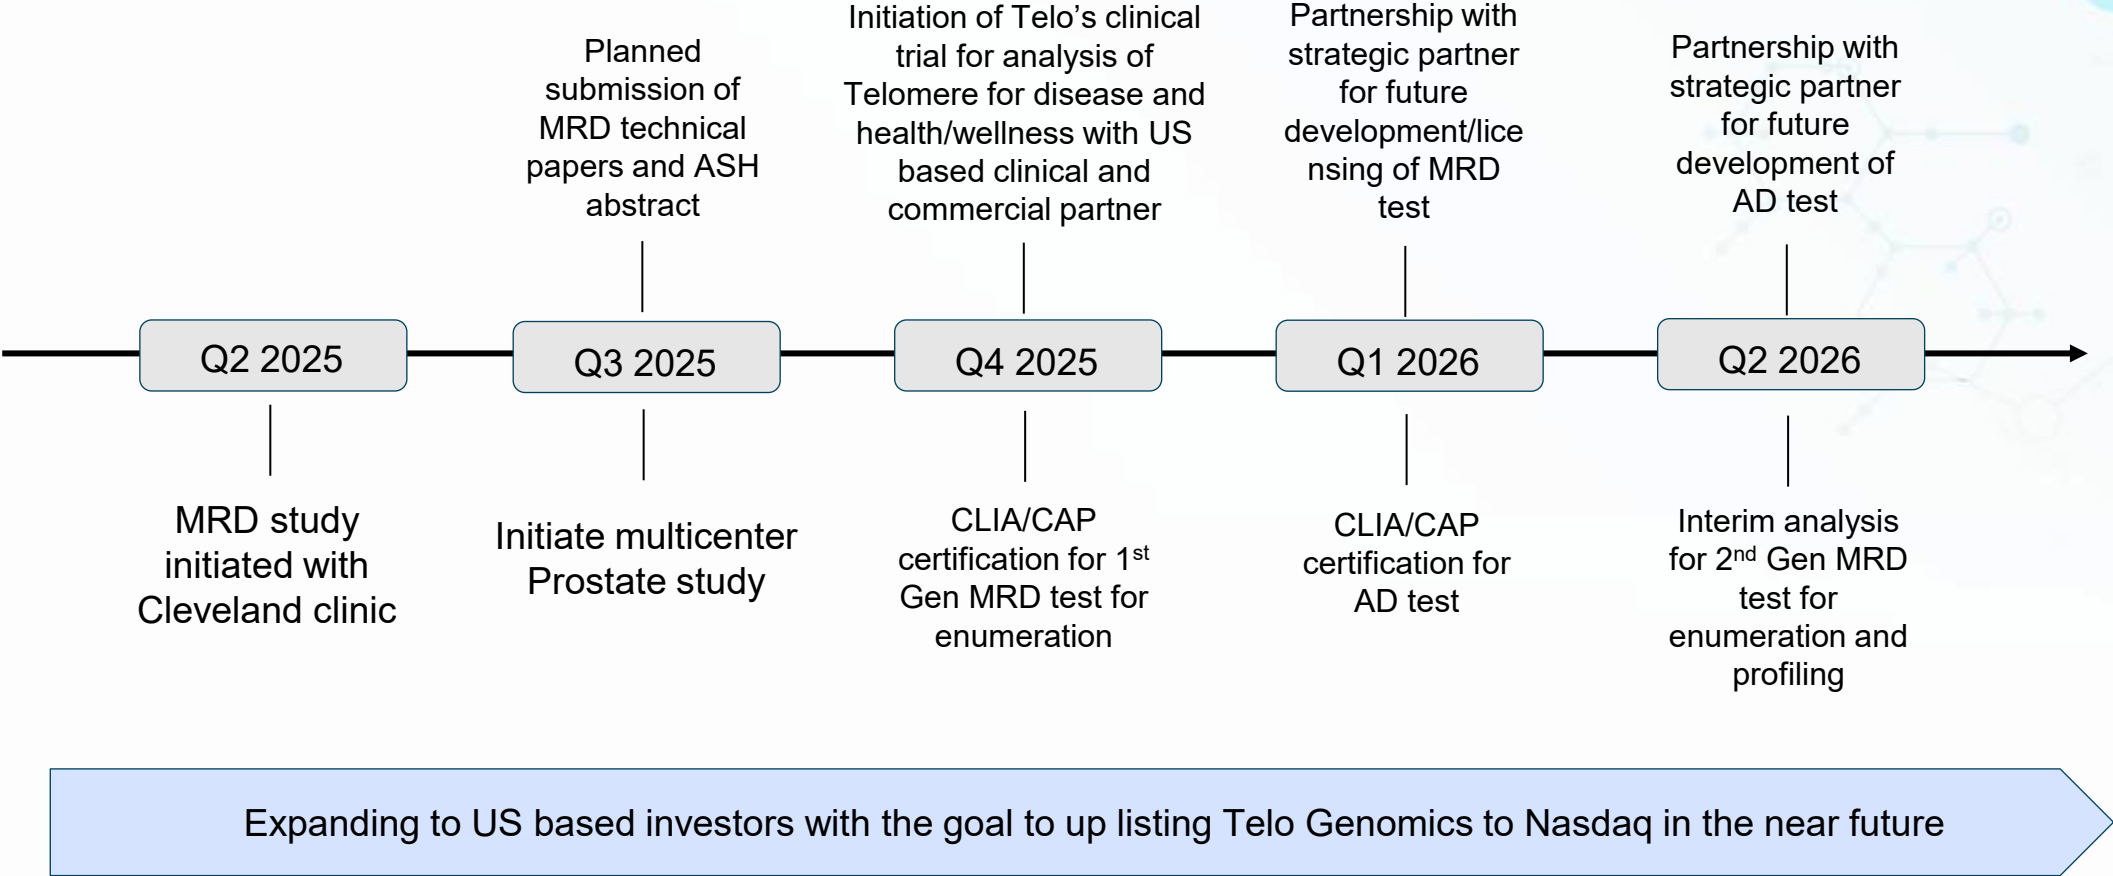 Planned
submission of
MRD technical
papers and ASH
abstract
Initiation of Telo’s clinical
trial for analysis of
Telomere for disease and
health/wellness with US
based clinical and
commercial partner
Partnership with
strategic partner
for future
development/lice
nsing of MRD
test
Partnership with
strategic partner
for future
development of
AD test
Q2 2025
Q3 2025
Q4 2025
Q1 2026
Q2 2026
MRD study
initiated with
Cleveland clinic
Initiate multicenter
Prostate study
CLIA/CAP
certification for 1st
Gen MRD test for
enumeration
CLIA/CAP
certification for
AD test
Interim analysis
for 2nd Gen MRD
test for
enumeration and
profiling
Expanding to US based investors with the goal to up listing Telo Genomics to Nasdaq in the near future